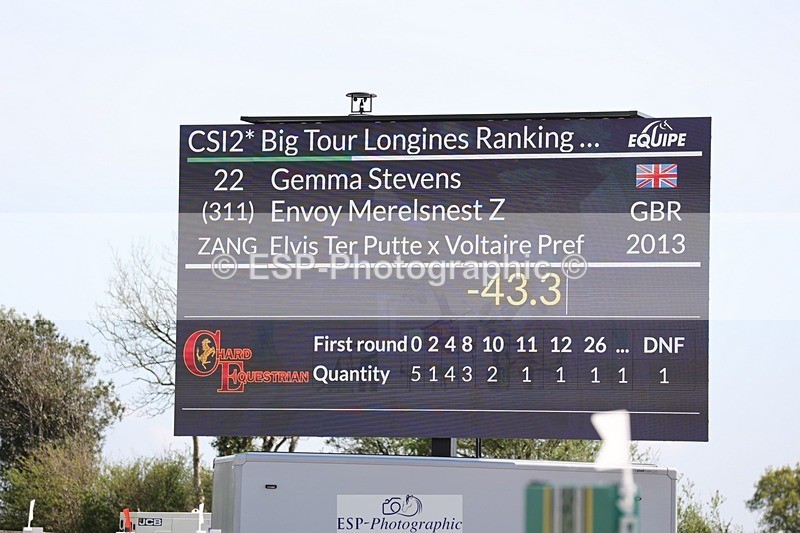 CSI2* Big Tour Longines Ranking ... EQUIPE
22 Gemma Stevens
(311) Envoy Merelsnest Z GBR
ZANG Elvis Ter Putte x Voltaire Pref 2013
© ESP-Photographic ©
-43.3
CHARD EQUESTRIAN
First round 0 2 4 8 10 11 12 26 ... DNF
Quantity 5 1 4 3 2 1 1 1 1 1
JCB
ESP-Photographic